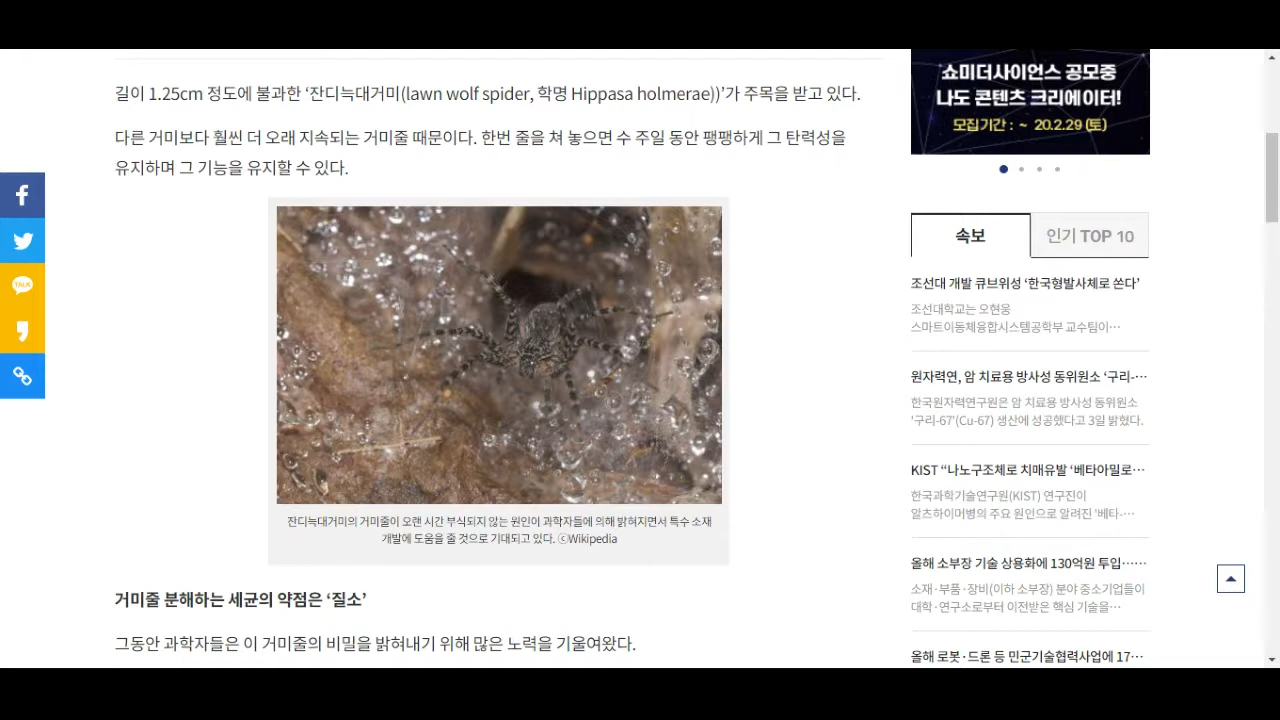 길이 1.25cm 정도에 불과한 ‘잔디늑대거미(lawn wolf spider, 학명 Hippasa holmerae))’가 주목을 받고 있다.
다른 거미보다 훨씬 더 오래 지속되는 거미줄 때문이다. 한번 줄을 쳐 놓으면 수 주일 동안 팽팽하게 그 탄력성을
유지하며 그 기능을 유지할 수 있다.
잔디늑대거미의 거미줄이 오랜 시간 부식되지 않는 원인이 과학자들에 의해 밝혀지면서 특수 소재
개발에 도움을 줄 것으로 기대되고 있다. ⓒWikipedia
거미줄 분해하는 세균의 약점은 ‘질소’
그동안 과학자들은 이 거미줄의 비밀을 밝혀내기 위해 많은 노력을 기울여왔다.
TALK
쇼미더사이언스 공모중
나도 콘텐츠 크리에이터!
모집기간 : ~ 20.2.29 (토)
속보
인기 TOP 10
조선대 개발 큐브위성 ‘한국형발사체로 쏜다’
조선대학교는 오현웅
스마트이동체융합시스템공학부 교수팀이…
원자력연, 암 치료용 방사성 동위원소 ‘구리-…
한국원자력연구원은 암 치료용 방사성 동위원소
'구리-67'(Cu-67) 생산에 성공했다고 3일 밝혔다.
KIST “나노구조체로 치매유발 ‘베타아밀로…
한국과학기술연구원(KIST) 연구진이
알츠하이머병의 주요 원인으로 알려진 '베타-…
올해 소부장 기술 상용화에 130억원 투입……
소재·부품·장비(이하 소부장) 분야 중소기업들이
대학·연구소로부터 이전받은 핵심 기술을…
올해 로봇·드론 등 민군기술협력사업에 17…